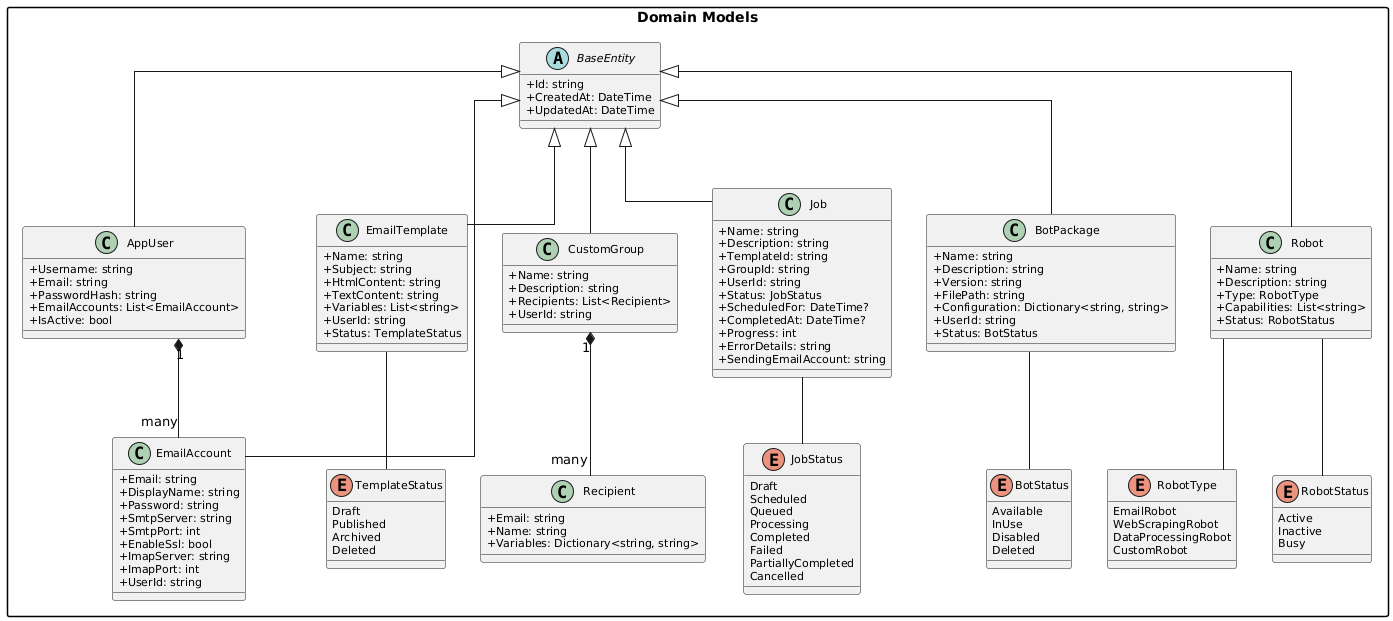 Domain Models
A
BaseEntity
+Id: string
+CreatedAt: DateTime
+UpdatedAt: DateTime
C
AppUser
+Username: string
+Email: string
+PasswordHash: string
+EmailAccounts: List<EmailAccount>
+IsActive: bool
C
EmailTemplate
+Name: string
+Subject: string
+HtmlContent: string
+TextContent: string
+Variables: List<string>
+UserId: string
+Status: TemplateStatus
C
CustomGroup
+Name: string
+Description: string
+Recipients: List<Recipient>
+UserId: string
C
Job
+Name: string
+Description: string
+TemplateId: string
+GroupId: string
+UserId: string
+Status: JobStatus
+ScheduledFor: DateTime?
+CompletedAt: DateTime?
+Progress: int
+ErrorDetails: string
+SendingEmailAccount: string
C
BotPackage
+Name: string
+Description: string
+Version: string
+FilePath: string
+Configuration: Dictionary<string, string>
+UserId: string
+Status: BotStatus
C
Robot
+Name: string
+Description: string
+Type: RobotType
+Capabilities: List<string>
+Status: RobotStatus
1
many
1
many
C
EmailAccount
+Email: string
+DisplayName: string
+Password: string
+SmtpServer: string
+SmtpPort: int
+EnableSsl: bool
+ImapServer: string
+ImapPort: int
+UserId: string
E
TemplateStatus
Draft
Published
Archived
Deleted
C
Recipient
+Email: string
+Name: string
+Variables: Dictionary<string, string>
E
JobStatus
Draft
Scheduled
Queued
Processing
Completed
Failed
PartiallyCompleted
Cancelled
E
BotStatus
Available
InUse
Disabled
Deleted
E
RobotType
EmailRobot
WebScrapingRobot
DataProcessingRobot
CustomRobot
E
RobotStatus
Active
Inactive
Busy